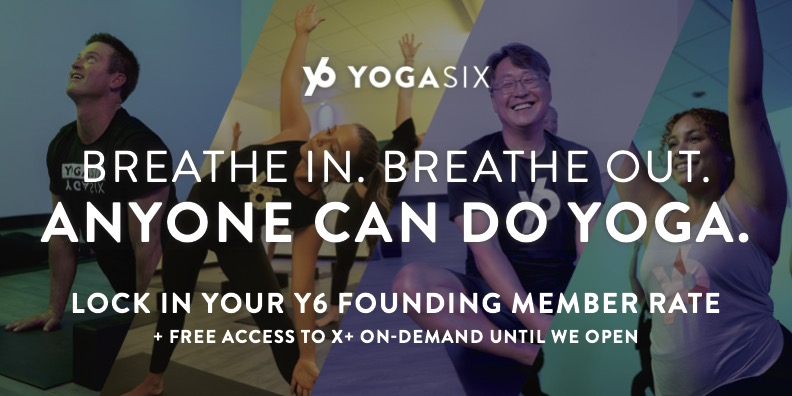 Y6 YOGASIX
BREATHE IN. BREATHE OUT.
ANYONE CAN DO YOGA.
LOCK IN YOUR Y6 FOUNDING MEMBER RATE
+ FREE ACCESS TO X+ ON-DEMAND UNTIL WE OPEN